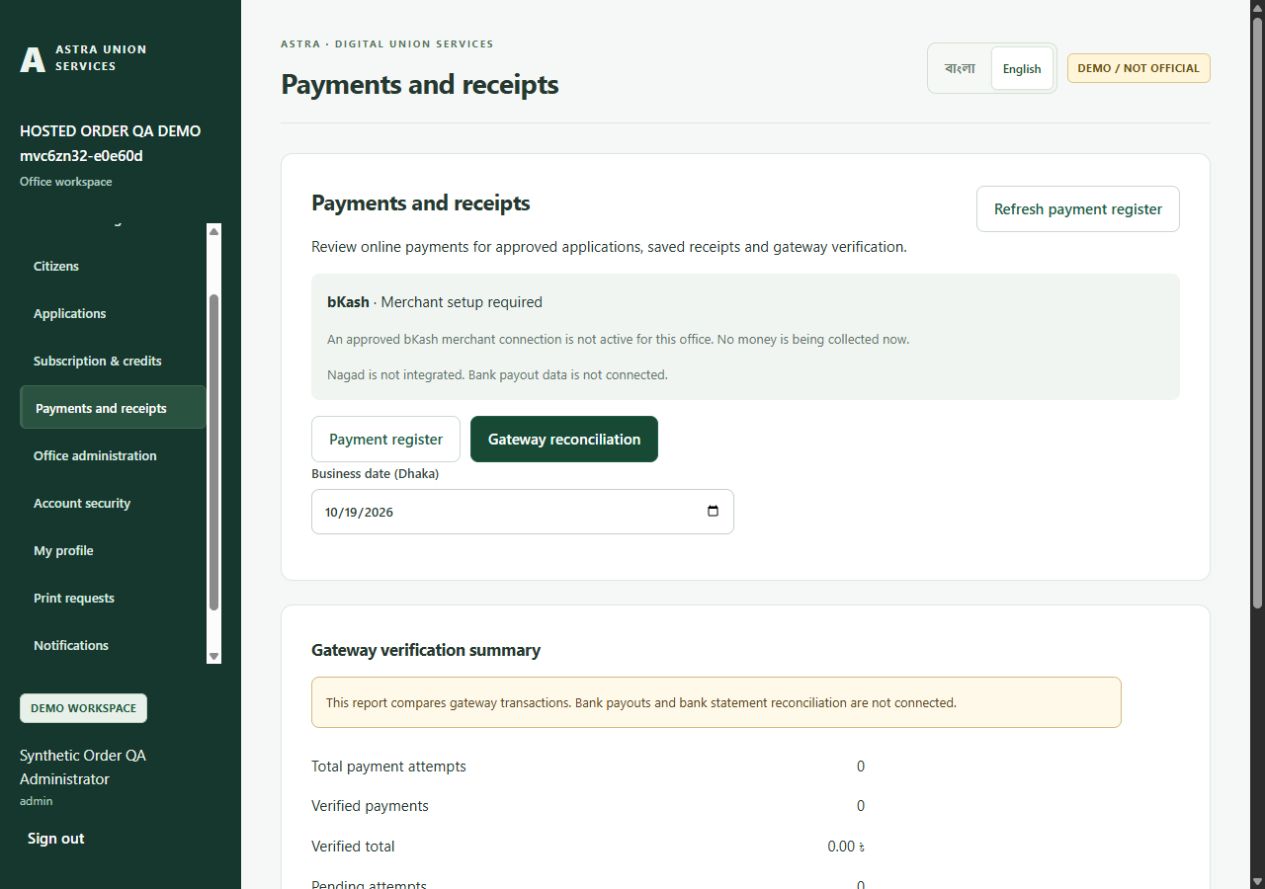 A
ASTRA UNION
SERVICES
HOSTED ORDER QA DEMO
mvc6zn32-e0e60d
Office workspace
Citizens
Applications
Subscription & credits
Payments and receipts
Office administration
Account security
My profile
Print requests
Notifications
DEMO WORKSPACE
Synthetic Order QA
Administrator
admin
Sign out
ASTRA · DIGITAL UNION SERVICES
Payments and receipts
বাংলা
English
DEMO / NOT OFFICIAL
Payments and receipts
Refresh payment register
Review online payments for approved applications, saved receipts and gateway verification.
bKash · Merchant setup required
An approved bKash merchant connection is not active for this office. No money is being collected now.
Nagad is not integrated. Bank payout data is not connected.
Payment register
Gateway reconciliation
Business date (Dhaka)
10/19/2026
Gateway verification summary
This report compares gateway transactions. Bank payouts and bank statement reconciliation are not connected.
Total payment attempts 0
Verified payments 0
Verified total 0.00 ৳
Pending attempts 0